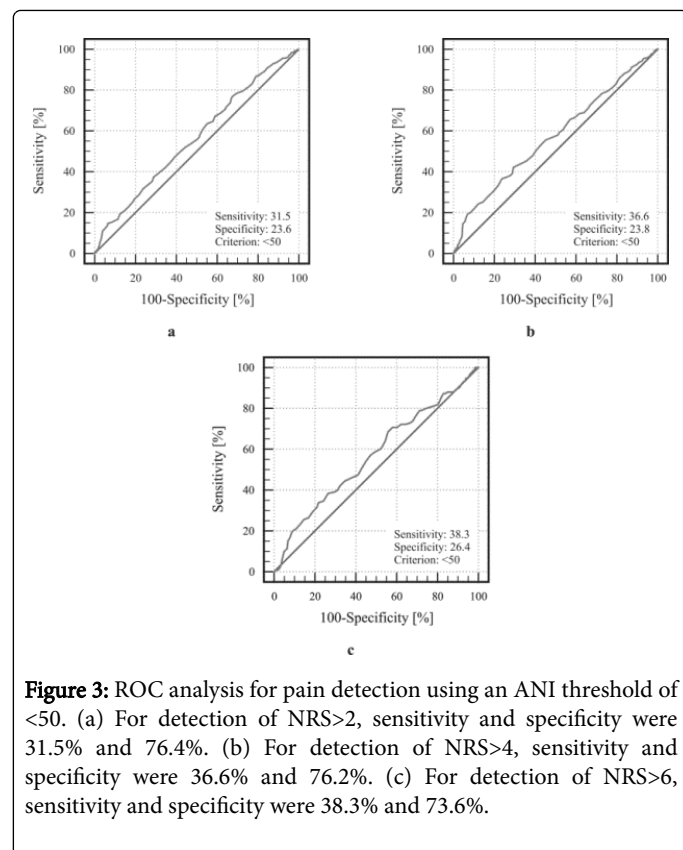 100
80
60
40
20
0
Sensitivity [%]
Sensitivity: 31.5
Specificity: 23.6
Criterion: <50
0 20 40 60 80 100
100-Specificity [%]
a
100
80
60
40
20
0
Sensitivity [%]
Sensitivity: 36.6
Specificity: 23.8
Criterion: <50
0 20 40 60 80 100
100-Specificity [%]
b
100
80
60
40
20
0
Sensitivity [%]
Sensitivity: 38.3
Specificity: 26.4
Criterion: <50
0 20 40 60 80 100
100-Specificity [%]
c
Figure 3: ROC analysis for pain detection using an ANI threshold of
<50. (a) For detection of NRS>2, sensitivity and specificity were
31.5% and 76.4%. (b) For detection of NRS>4, sensitivity and
specificity were 36.6% and 76.2%. (c) For detection of NRS>6,
sensitivity and specificity were 38.3% and 73.6%.